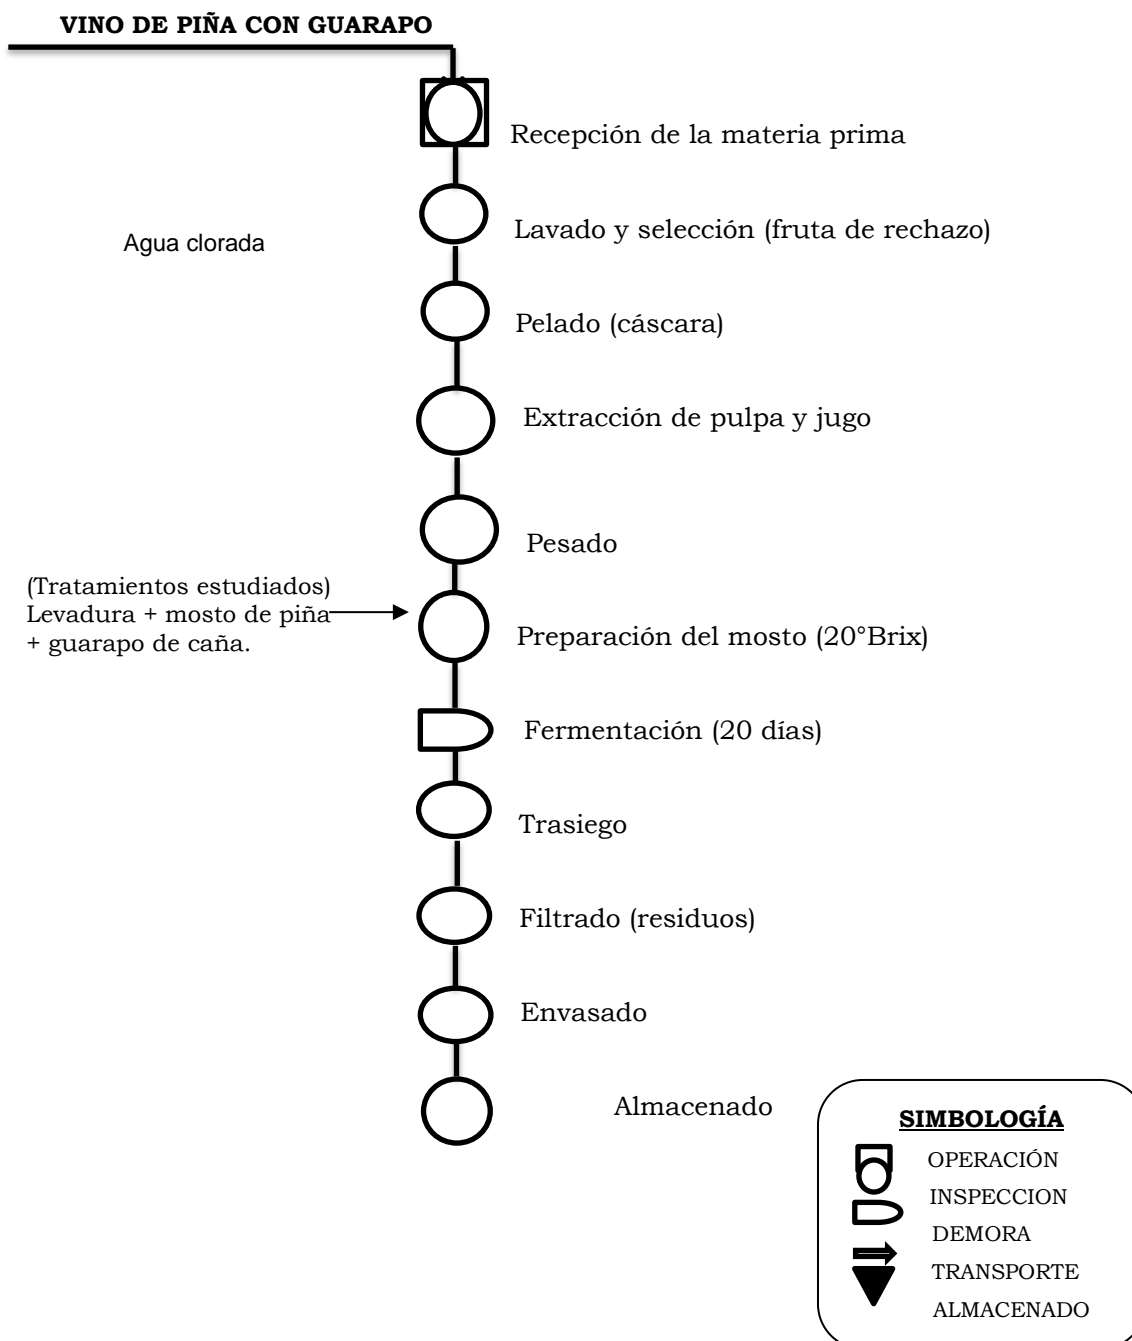 VINO DE PIÑA CON GUARAPO
Recepción de la materia prima
Lavado y selección (fruta de rechazo)
Agua clorada
Pelado (cáscara)
Extracción de pulpa y jugo
Pesado
(Tratamientos estudiados)
Levadura + mosto de piña
+ guarapo de caña.
Preparación del mosto (20°Brix)
Fermentación (20 días)
Trasiego
Filtrado (residuos)
Envasado
Almacenado
SIMBOLOGÍA
OPERACIÓN
INSPECCION
DEMORA
TRANSPORTE
ALMACENADO